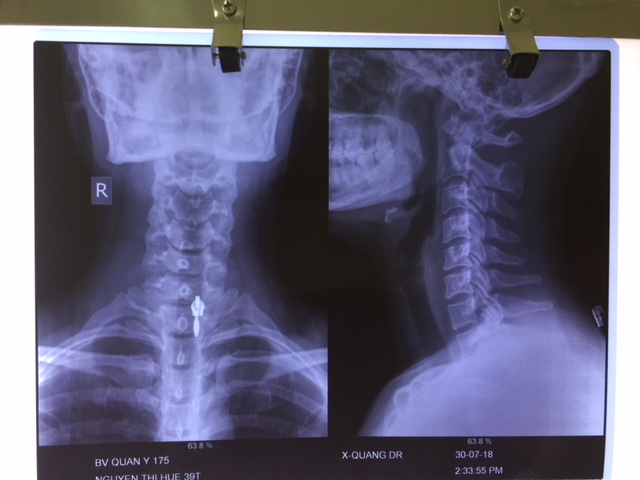 R
63.8 %
63.8 %
BV QUAN Y 175
X-QUANG DR
30-07-18
NGUYEN THI HUE 39T
2:33:55 PM